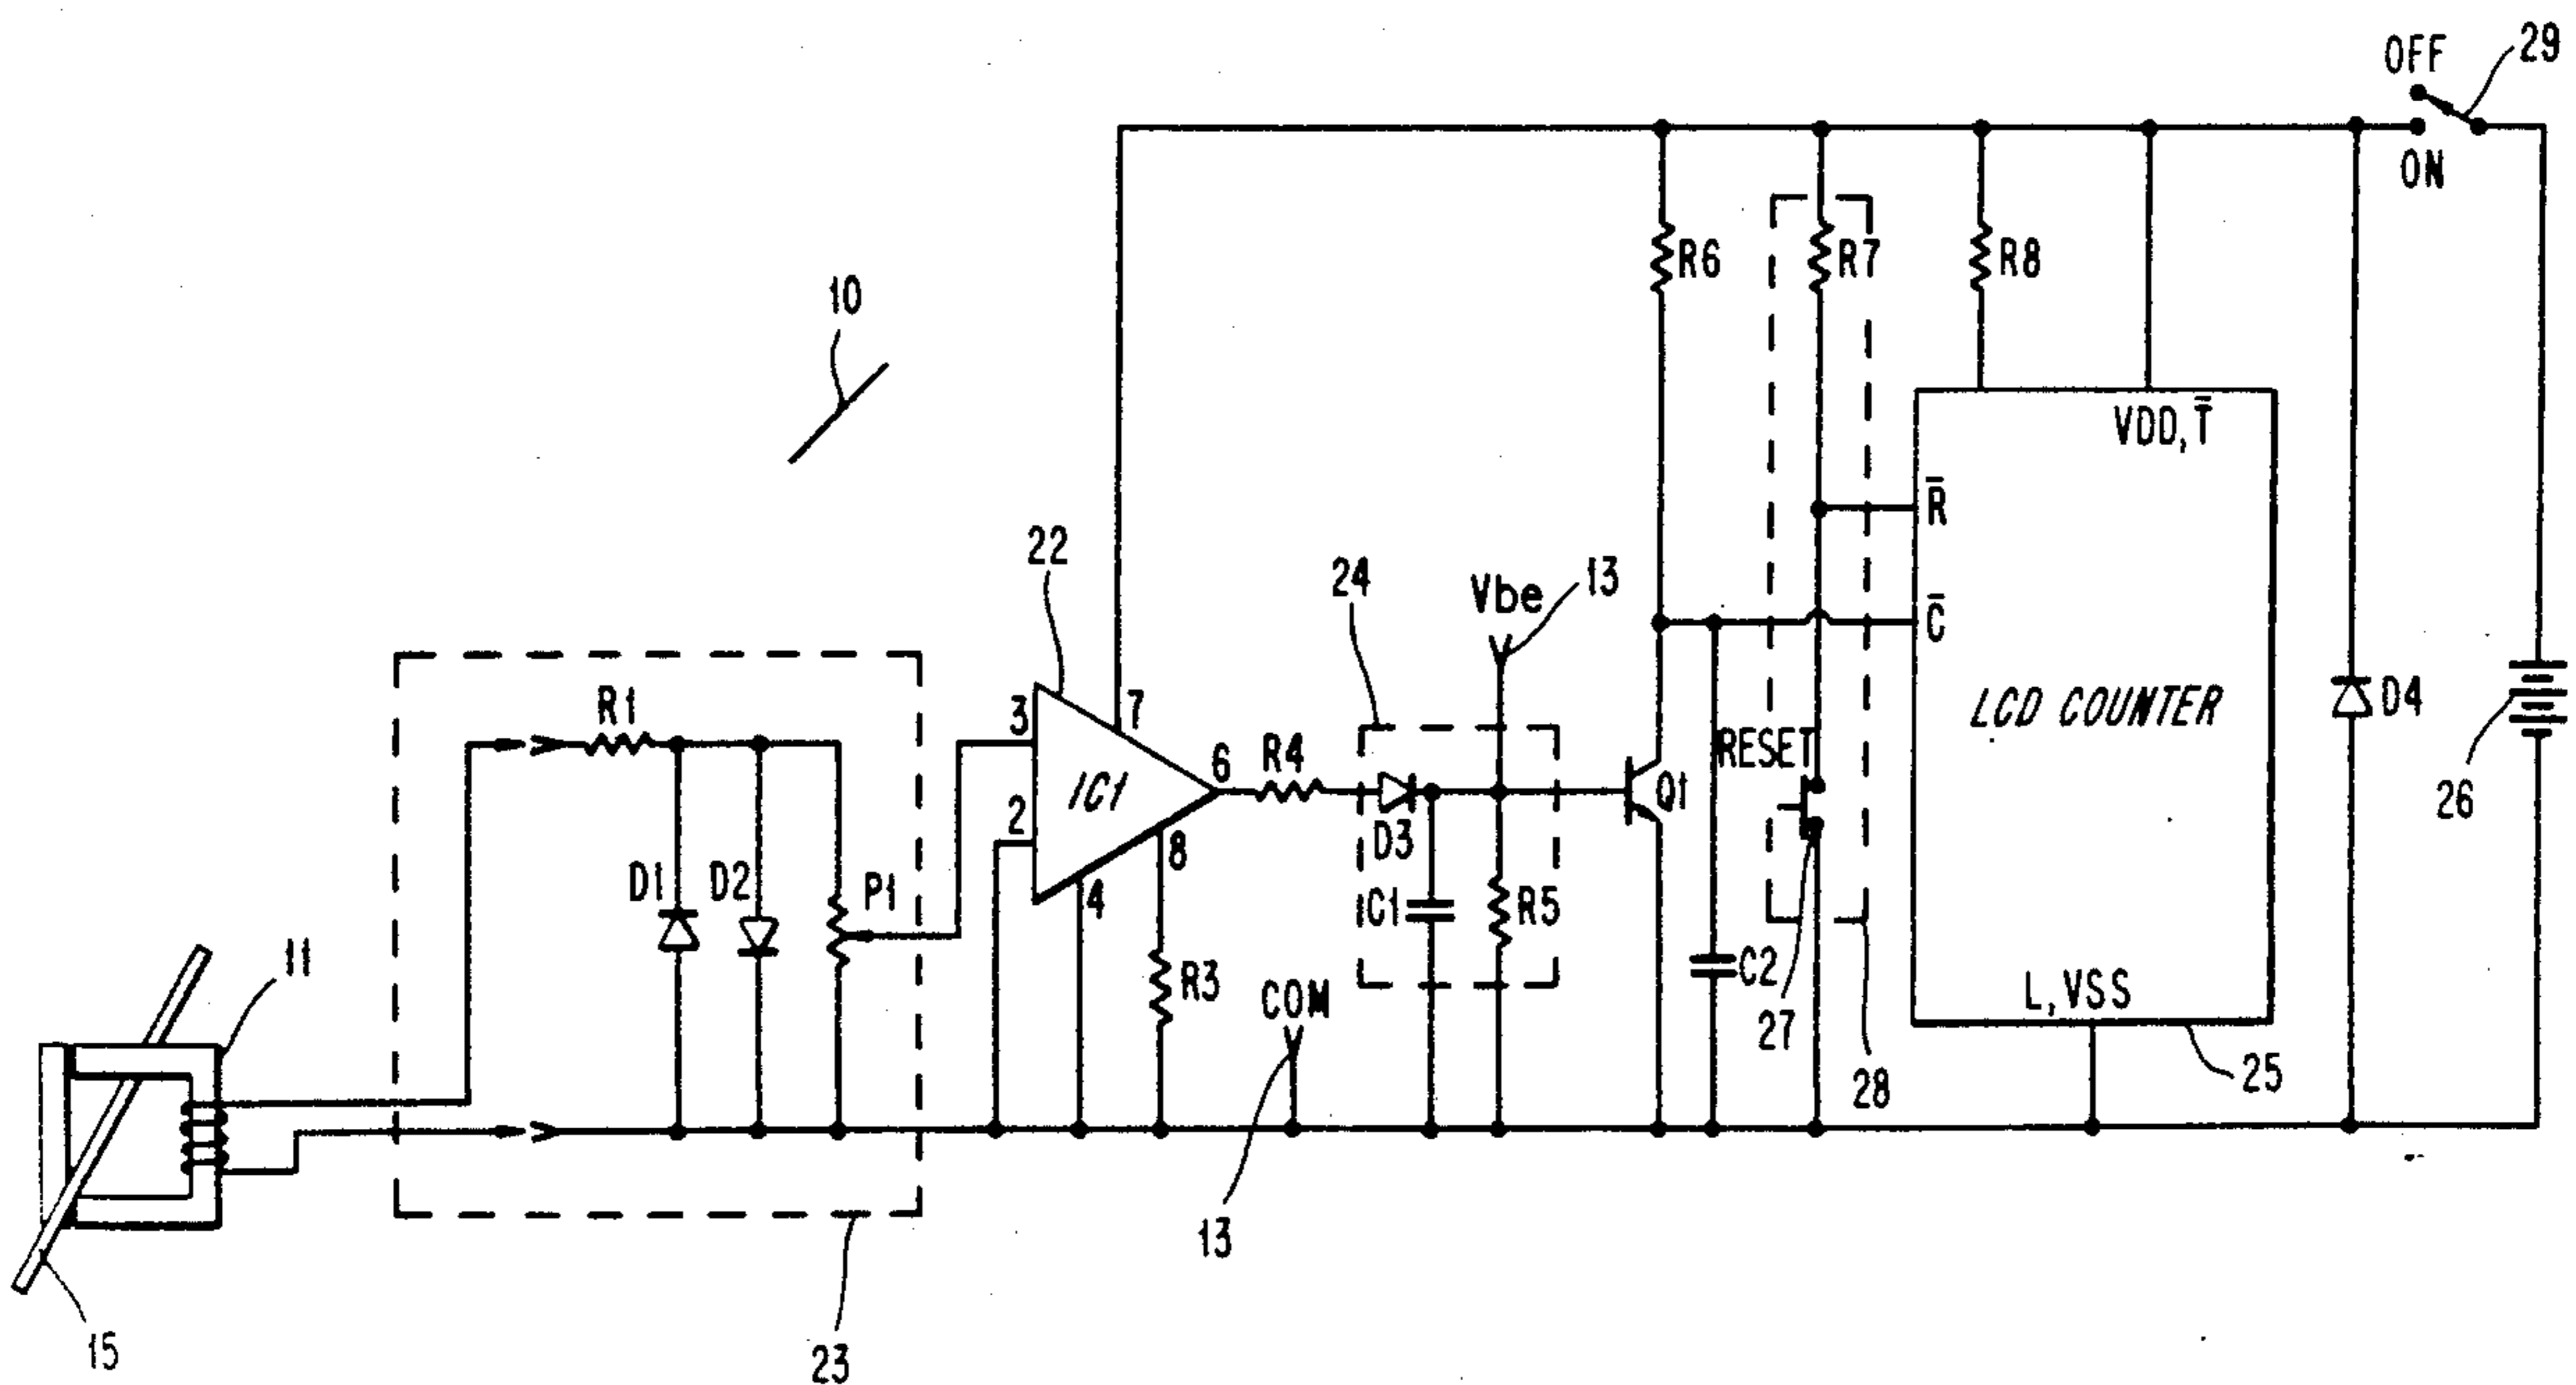 OFF
29
ON
R6
R7
R8
10
VDD, T̅
R̅
22
24
Vbe
13
C̅
R1
3
7
IC1
6
R4
RESET
LCD COUNTER
D4
26
2
8
4
D1
D2
P1
D3
C1
R5
Q1
11
R3
COM
C2
27
L, VSS
28
25
13
15
23